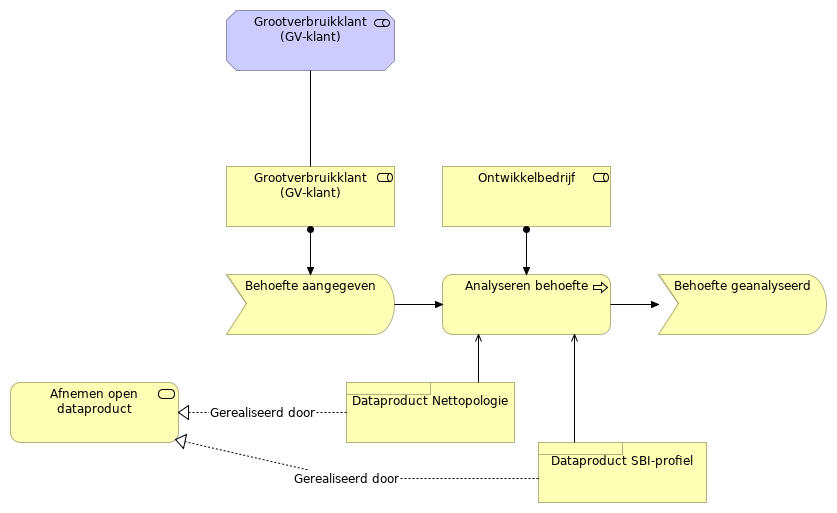 Grootverbruikklant
(GV-klant)
Grootverbruikklant
(GV-klant)
Ontwikkelbedrijf
Behoefte aangegeven
Analyseren behoefte
Behoefte geanalyseerd
Afnemen open
dataproduct
Gerealiseerd door
Dataproduct Nettopologie
Dataproduct SBI-profiel
Gerealiseerd door